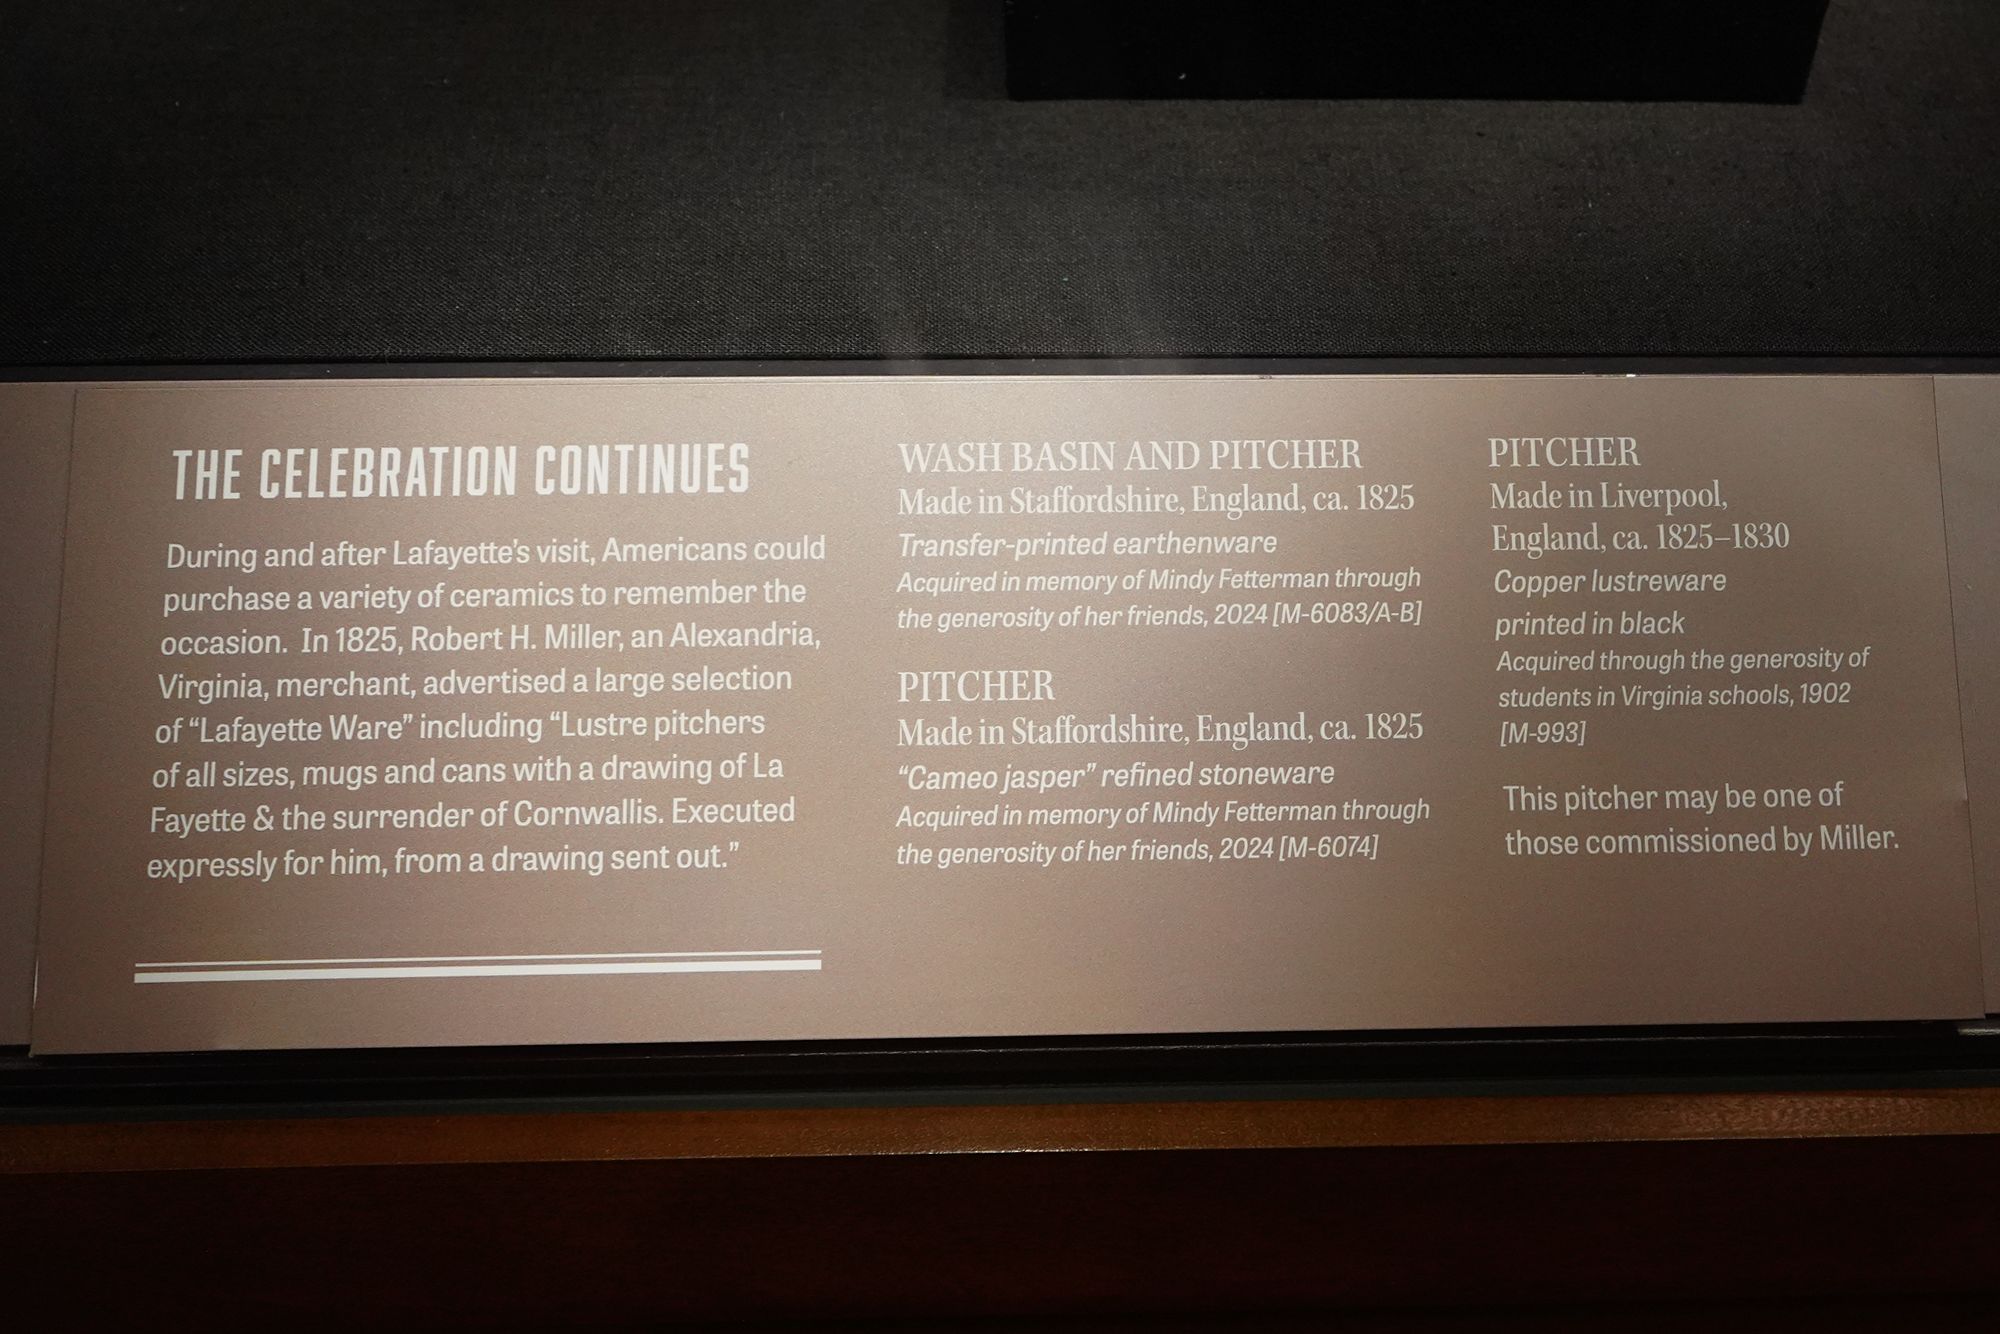 THE CELEBRATION CONTINUES
During and after Lafayette's visit, Americans could
purchase a variety of ceramics to remember the
occasion.  In 1825, Robert H. Miller, an Alexandria,
Virginia, merchant, advertised a large selection
of “Lafayette Ware” including “Lustre pitchers
of all sizes, mugs and cans with a drawing of La
Fayette & the surrender of Cornwallis. Executed
expressly for him, from a drawing sent out.”
WASH BASIN AND PITCHER
Made in Staffordshire, England, ca. 1825
Transfer-printed earthenware
Acquired in memory of Mindy Fetterman through
the generosity of her friends, 2024 [M-6083/A-B]
PITCHER
Made in Staffordshire, England, ca. 1825
“Cameo jasper” refined stoneware
Acquired in memory of Mindy Fetterman through
the generosity of her friends, 2024 [M-6074]
PITCHER
Made in Liverpool,
England, ca. 1825–1830
Copper lustreware
printed in black
Acquired through the generosity of
students in Virginia schools, 1902
[M-993]
This pitcher may be one of
those commissioned by Miller.